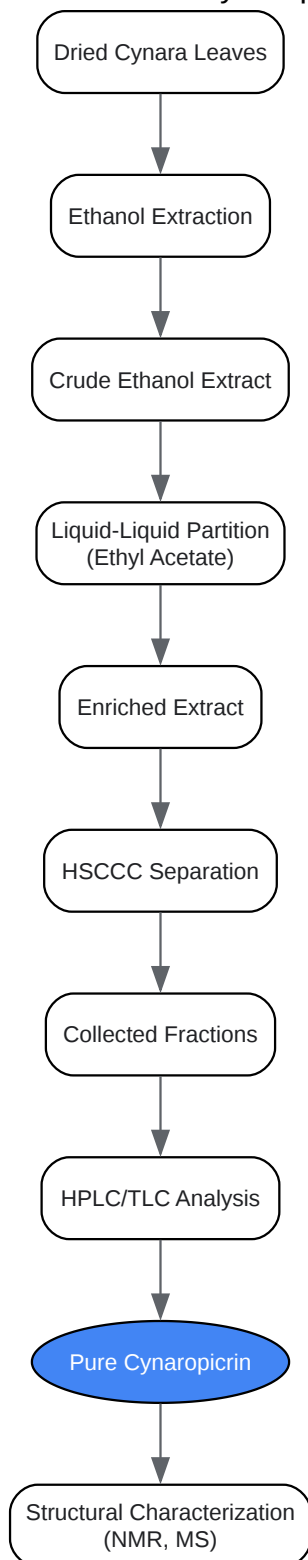 Dried Cynara Leaves
Ethanol Extraction
Crude Ethanol Extract
Liquid-Liquid Partition
(Ethyl Acetate)
Enriched Extract
HSCCC Separation
Collected Fractions
HPLC/TLC Analysis
Pure Cynaropicrin
Structural Characterization
(NMR, MS)